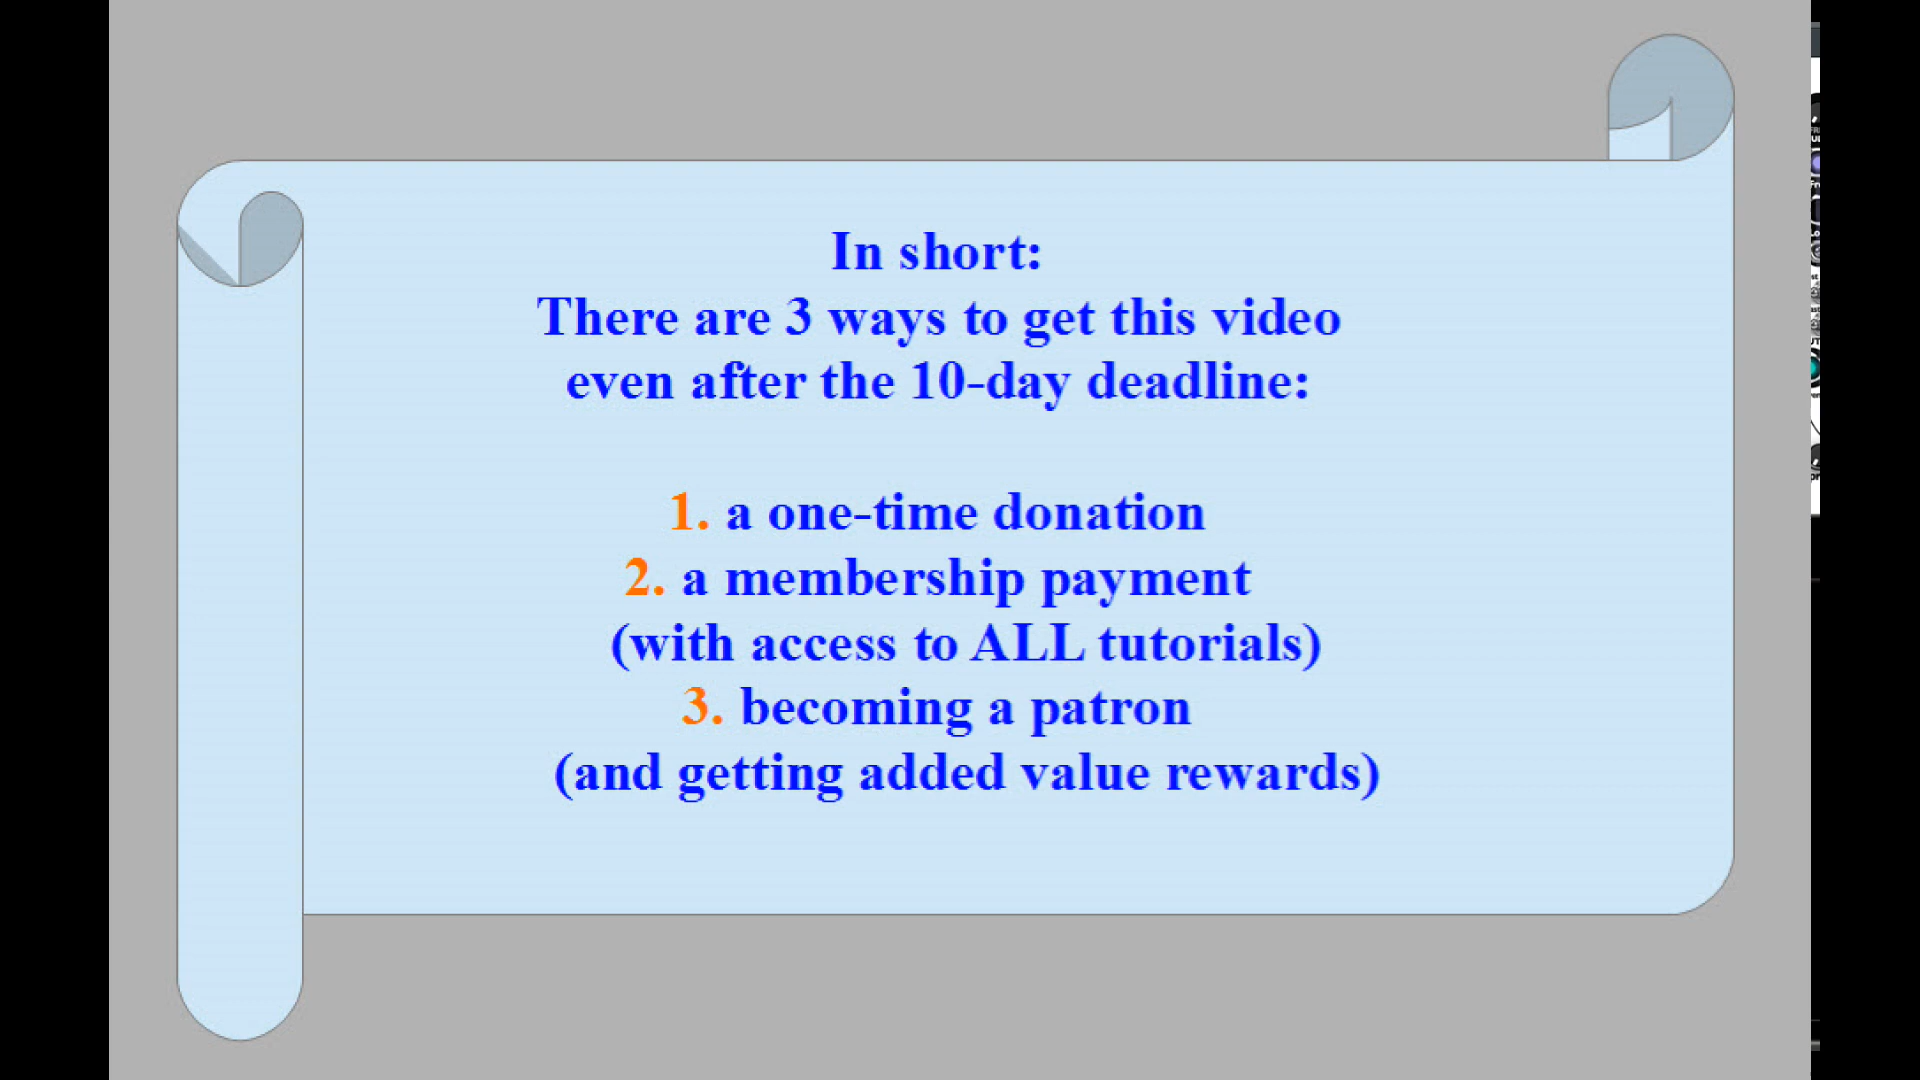 In short:
There are 3 ways to get this video
even after the 10-day deadline:
1. a one-time donation
2. a membership payment
(with access to ALL tutorials)
3. becoming a patron
(and getting added value rewards)